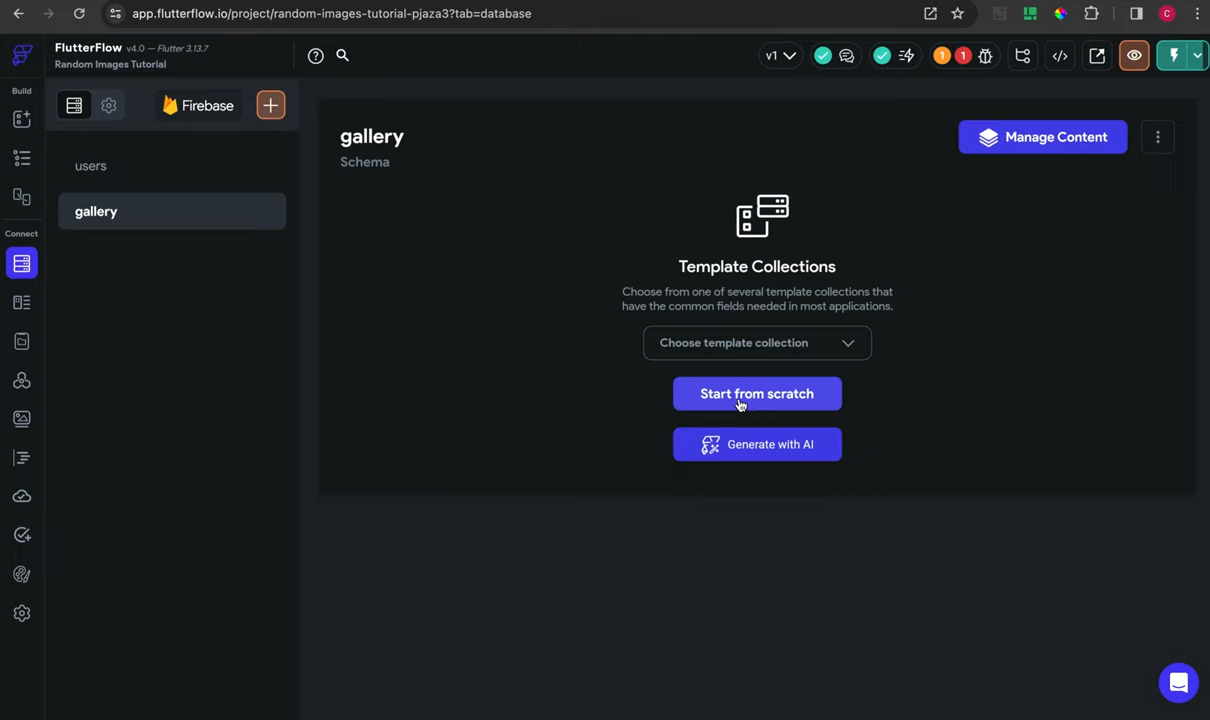 app.flutterflow.io/project/random-images-tutorial-pjaza3?tab=database
C
FlutterFlow v4.0 — Flutter 3.13.7
Random Images Tutorial
v1
1
1
Build
Firebase
users
gallery
Connect
gallery
Schema
Manage Content
Template Collections
Choose from one of several template collections that
have the common fields needed in most applications.
Choose template collection
Start from scratch
Generate with AI